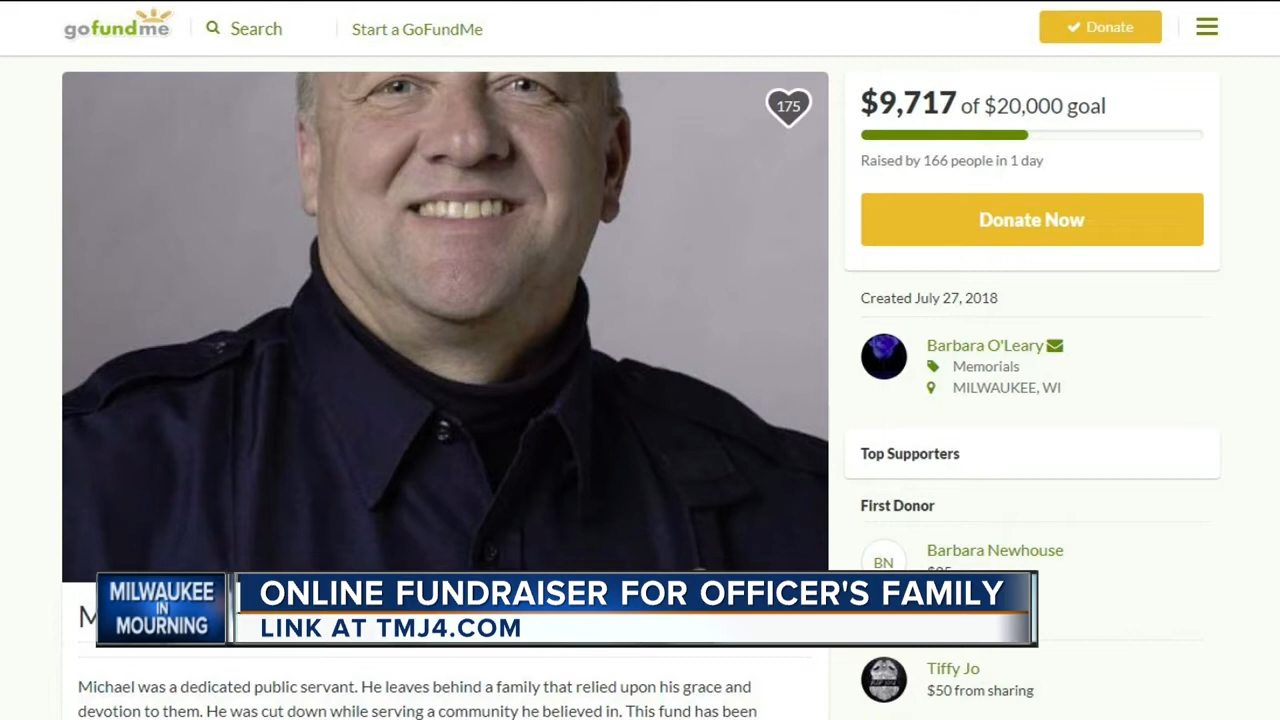 gofundme
Search
Start a GoFundMe
Donate
175
$9,717 of $20,000 goal
Raised by 166 people in 1 day
Donate Now
Created July 27, 2018
Barbara O'Leary
Memorials
MILWAUKEE, WI
Top Supporters
First Donor
BN
Barbara Newhouse
MILWAUKEE
IN
MOURNING
ONLINE FUNDRAISER FOR OFFICER'S FAMILY
LINK AT TMJ4.COM
Tiffy Jo
$50 from sharing
Michael was a dedicated public servant. He leaves behind a family that relied upon his grace and
devotion to them. He was cut down while serving a community he believed in. This fund has been